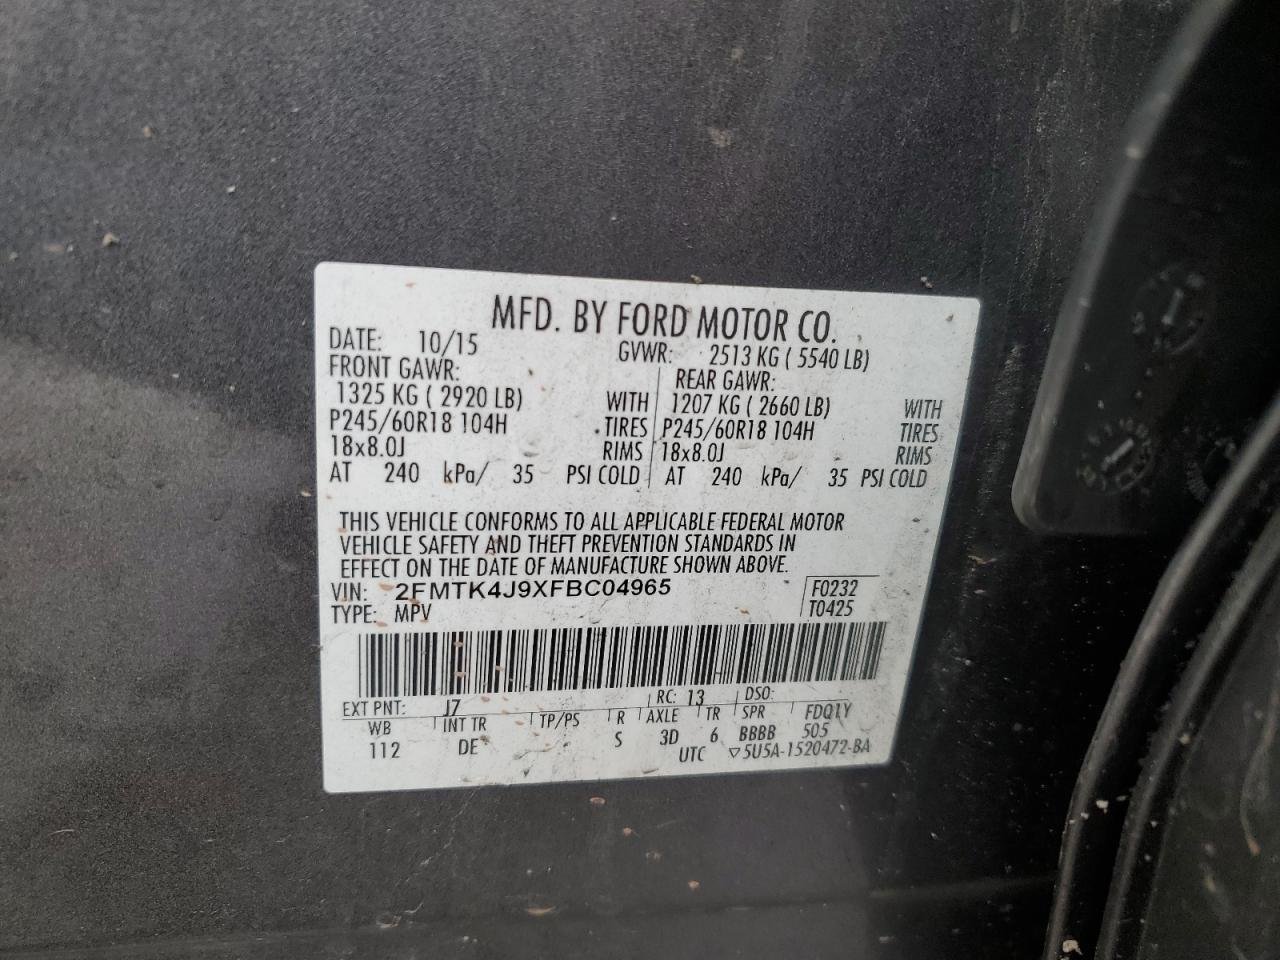 MFD. BY FORD MOTOR CO.
DATE: 10/15 GVWR: 2513 KG ( 5540 LB)
FRONT GAWR: REAR GAWR:
1325 KG ( 2920 LB) WITH 1207 KG ( 2660 LB) WITH
P245/60R18 104H TIRES P245/60R18 104H TIRES
18x8.0J RIMS 18x8.0J RIMS
AT 240 kPa/ 35 PSI COLD AT 240 kPa/ 35 PSI COLD
THIS VEHICLE CONFORMS TO ALL APPLICABLE FEDERAL MOTOR
VEHICLE SAFETY AND THEFT PREVENTION STANDARDS IN
EFFECT ON THE DATE OF MANUFACTURE SHOWN ABOVE.
VIN: 2FMTK4J9XFBC04965 F0232
TYPE: MPV T0425
EXT PNT: J7 RC: 13 DSO:
WB INT TR TP/PS R AXLE TR SPR FDQ1Y
112 DE S 3D 6 BBBB 505
UTC ▽5U5A-1520472-BA